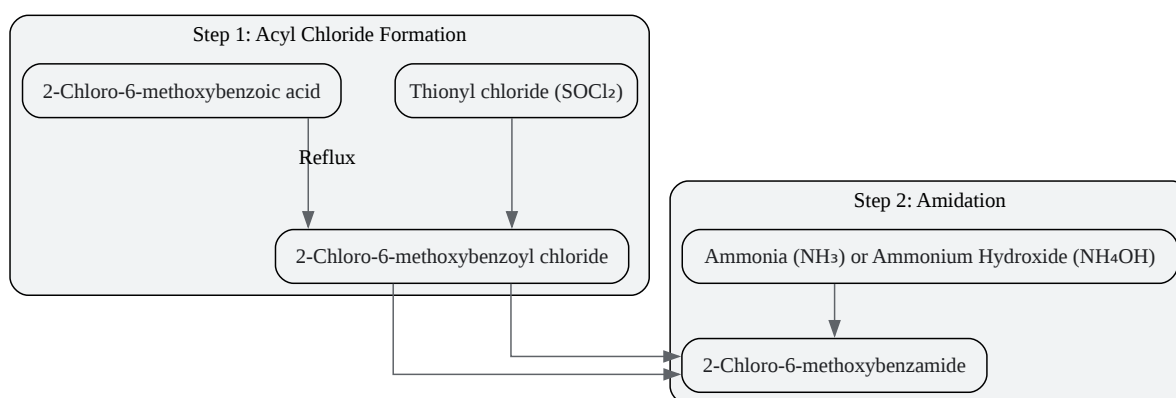 Step 1: Acyl Chloride Formation
2-Chloro-6-methoxybenzoic acid
Thionyl chloride (SOCl₂)
Reflux
2-Chloro-6-methoxybenzoyl chloride
Step 2: Amidation
Ammonia (NH₃) or Ammonium Hydroxide (NH₄OH)
2-Chloro-6-methoxybenzamide